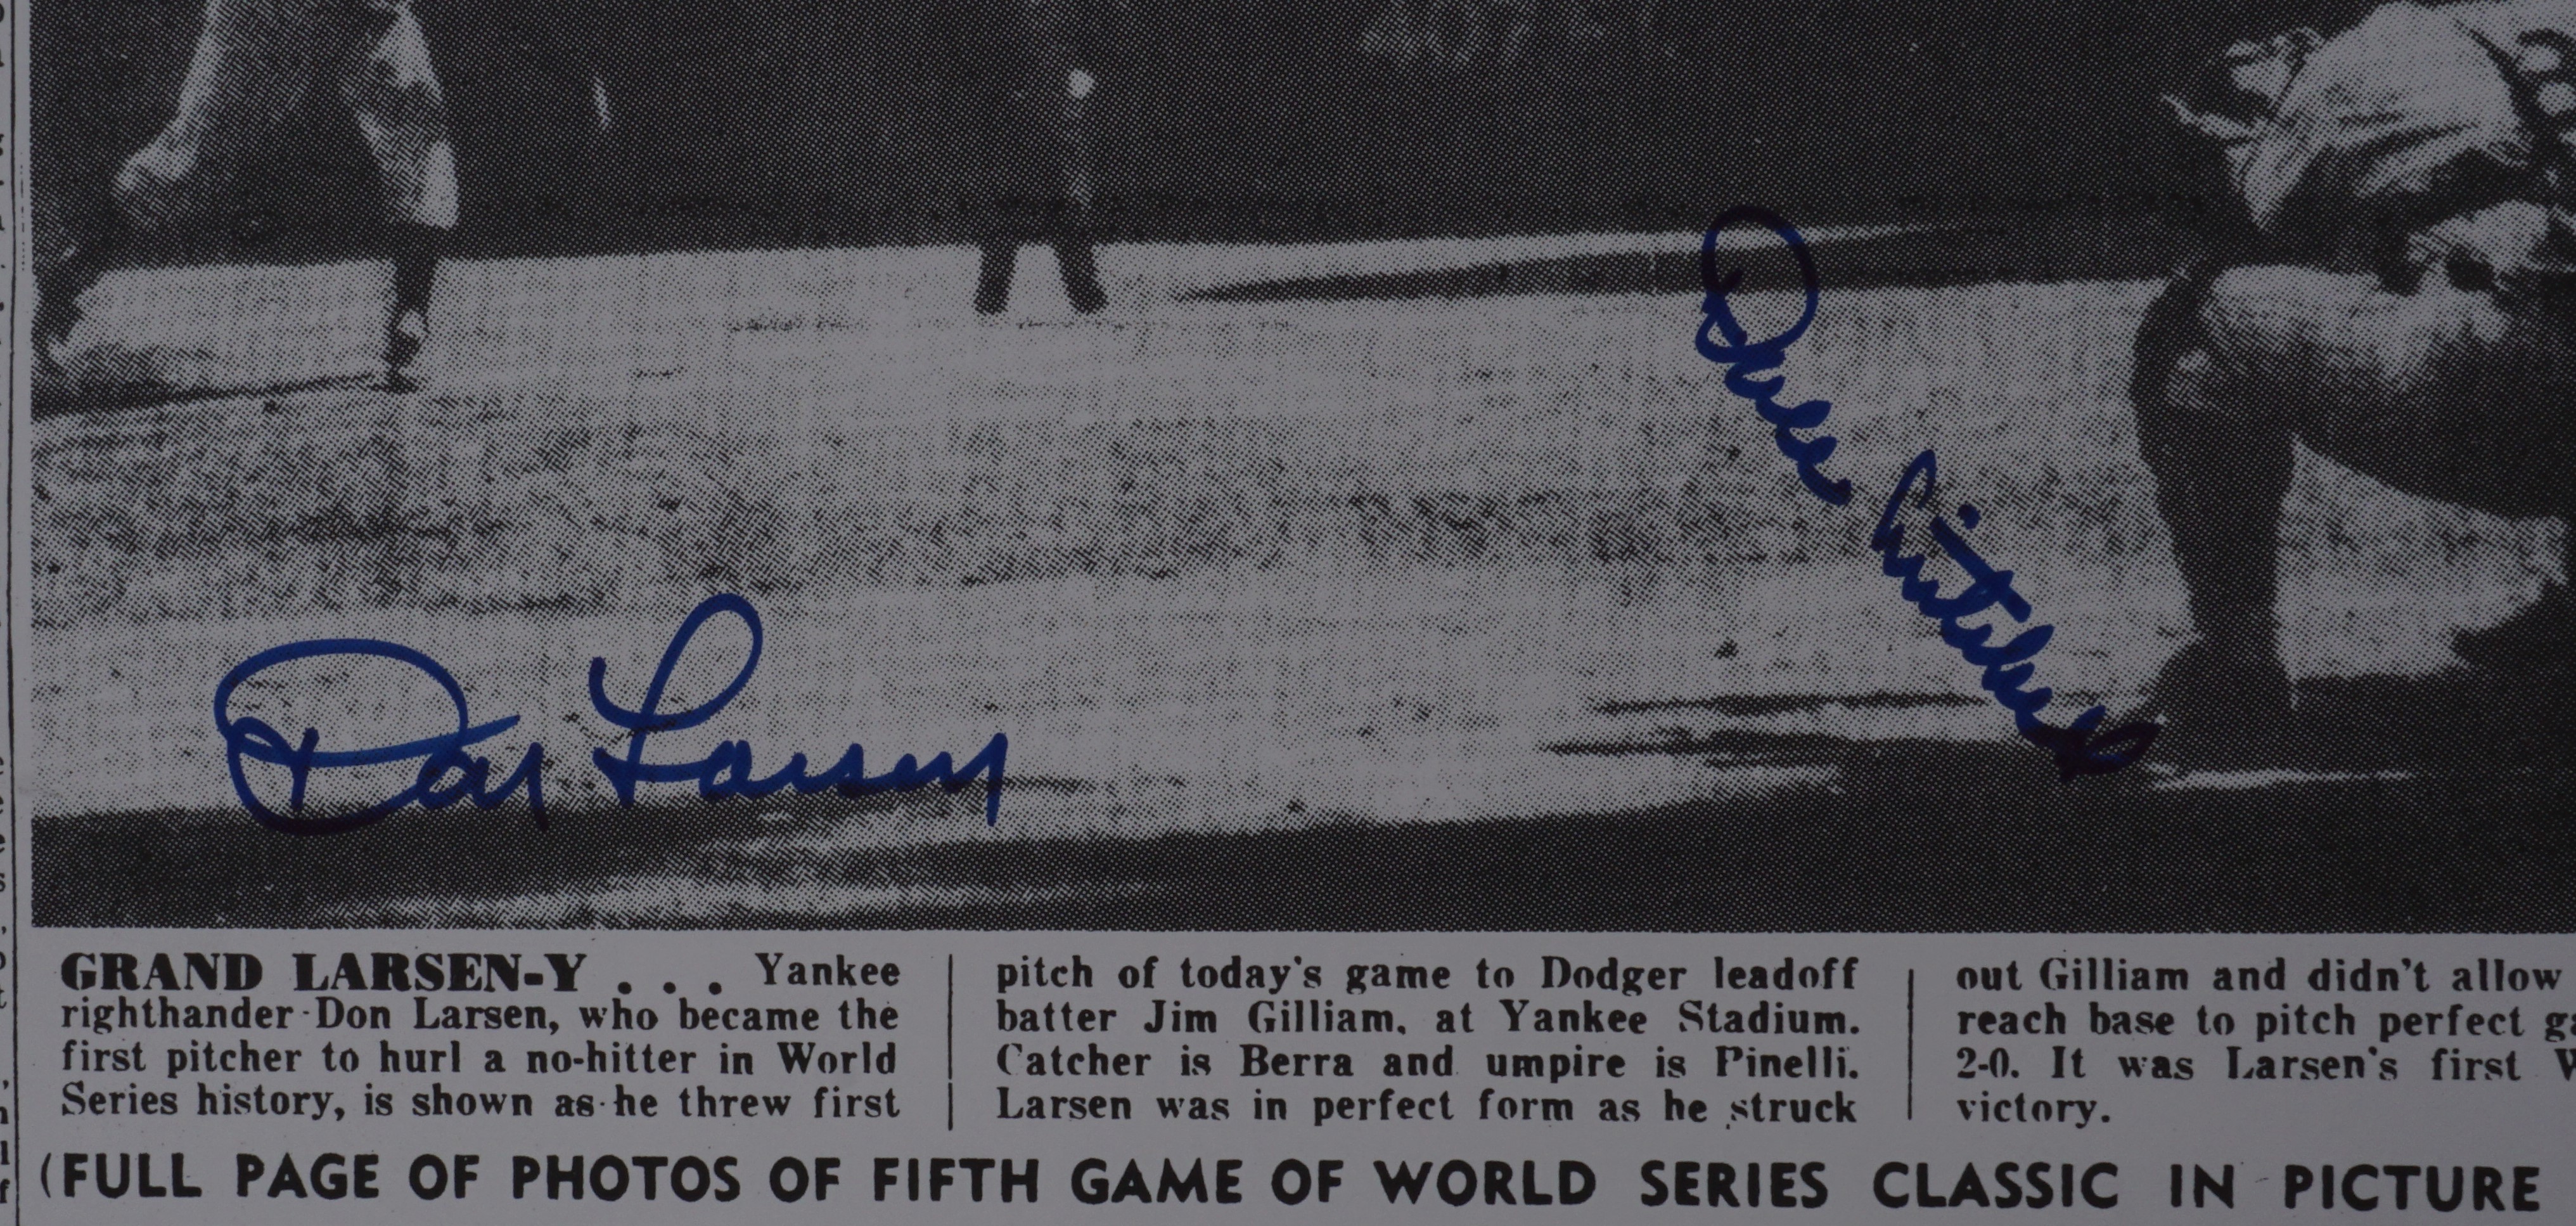 Don Larsen
Dale Mitchell
GRAND LARSEN-Y . . . Yankee
righthander Don Larsen, who became the
first pitcher to hurl a no-hitter in World
Series history, is shown as he threw first
pitch of today's game to Dodger leadoff
batter Jim Gilliam, at Yankee Stadium.
Catcher is Berra and umpire is Pinelli.
Larsen was in perfect form as he struck
out Gilliam and didn't allow
reach base to pitch perfect
2-0. It was Larsen's first
victory.
(FULL PAGE OF PHOTOS OF FIFTH GAME OF WORLD SERIES CLASSIC IN PICTURE